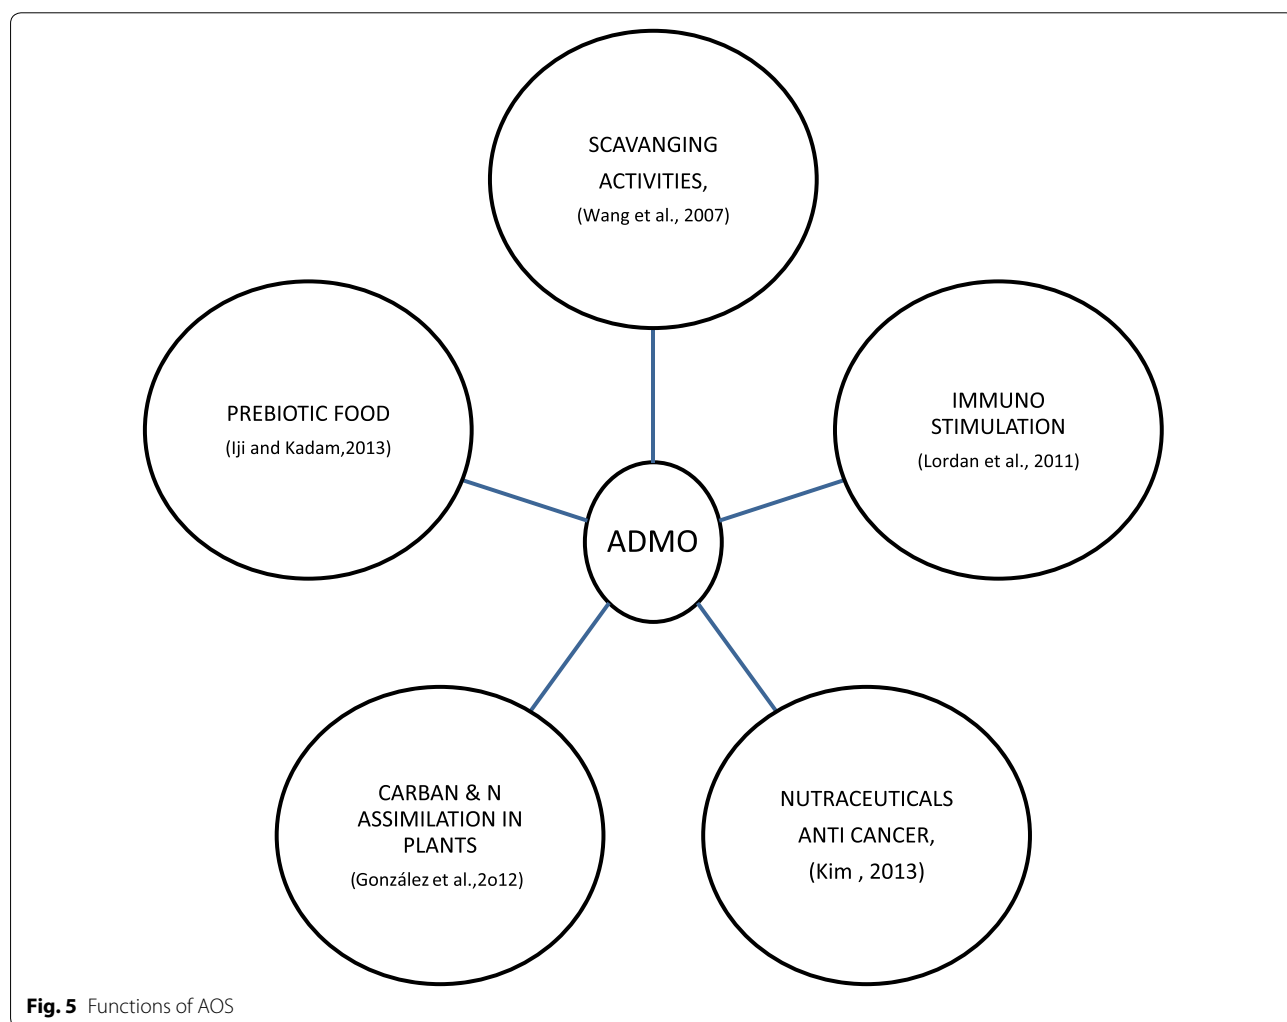 SCAVANGING
ACTIVITIES,
(Wang et al., 2007)
PREBIOTIC FOOD
(Iji and Kadam,2013)
IMMUNO
STIMULATION
(Lordan et al., 2011)
ADMO
CARBAN & N
ASSIMILATION IN
PLANTS
(González et al.,2o12)
NUTRACEUTICALS
ANTI CANCER,
(Kim , 2013)
Fig. 5 Functions of AOS